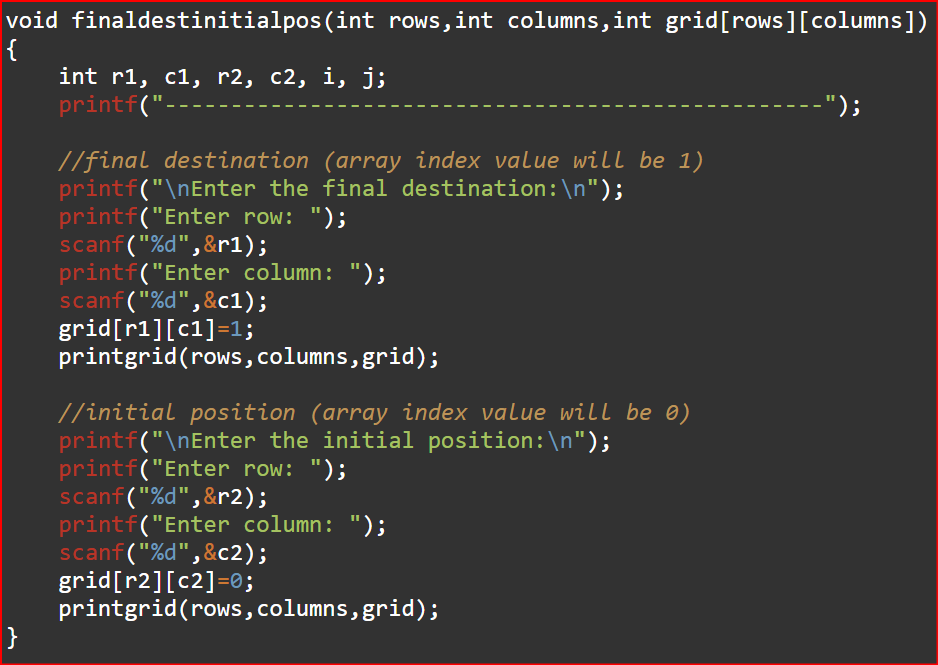 void finaldestinitialpos(int rows,int columns,int grid[rows][columns])
{
    int r1, c1, r2, c2, i, j;
    printf("--------------------------------------------------");
    //final destination (array index value will be 1)
    printf("\nEnter the final destination:\n");
    printf("Enter row: ");
    scanf("%d",&r1);
    printf("Enter column: ");
    scanf("%d",&c1);
    grid[r1][c1]=1;
    printgrid(rows,columns,grid);
    //initial position (array index value will be 0)
    printf("\nEnter the initial position:\n");
    printf("Enter row: ");
    scanf("%d",&r2);
    printf("Enter column: ");
    scanf("%d",&c2);
    grid[r2][c2]=0;
    printgrid(rows,columns,grid);
}